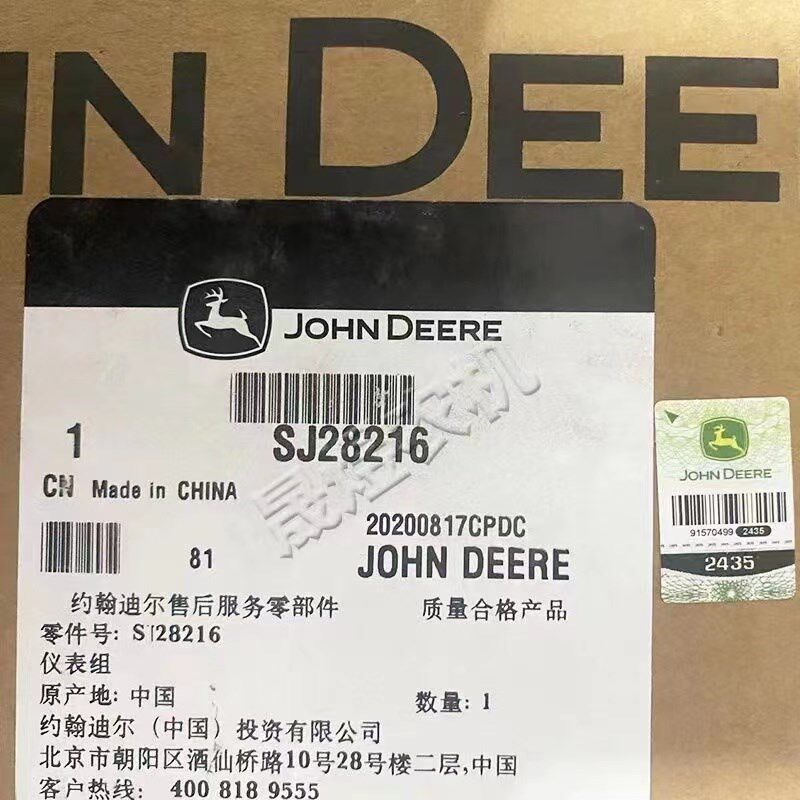 IN DEE
JOHN DEERE
1
SJ28216
CN Made in CHINA
20200817CPDC
81
JOHN DEERE
约翰迪尔售后服务零部件 质量合格产品
零件号: SJ28216
仪表组
原产地: 中国 数量: 1
约翰迪尔（中国）投资有限公司
北京市朝阳区酒仙桥路10号28号楼二层,中国
客户热线: 400 818 9555
JOHN DEERE
91570499 2435
2435
晟煜农机